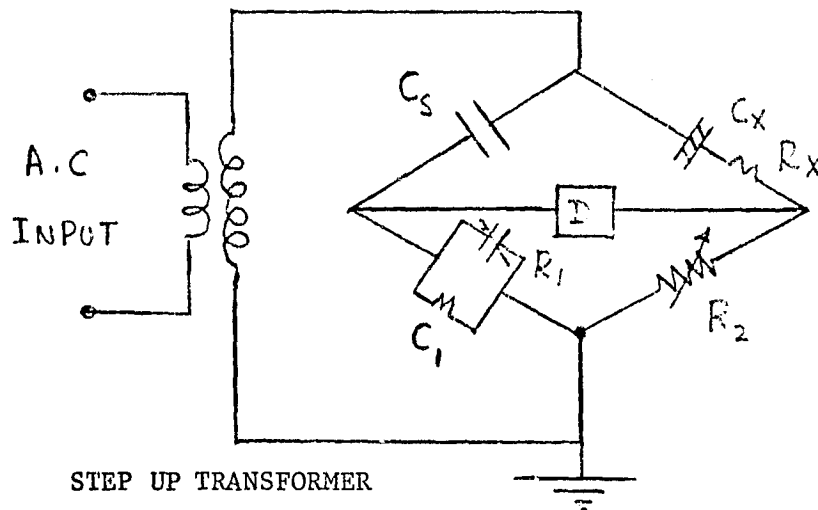 Cs
Cx
Rx
A.C
INPUT
D
R1
C1
R2
STEP UP TRANSFORMER